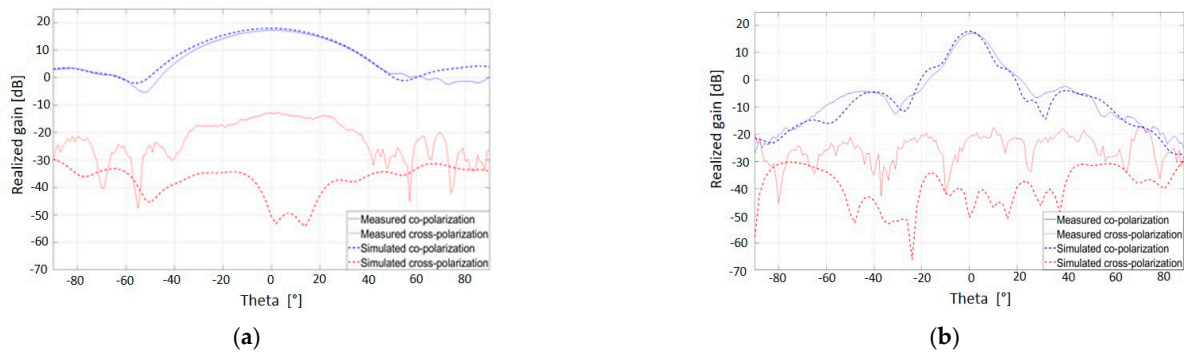 20
10
0
-10
-20
-30
-40
-50
-60
-70
Realized gain [dB]
-80 -60 -40 -20 0 20 40 60 80
Theta [°]
Measured co-polarization
Measured cross-polarization
Simulated co-polarization
Simulated cross-polarization
(a)
20
10
0
-10
-20
-30
-40
-50
-60
-70
Realized gain [dB]
-80 -60 -40 -20 0 20 40 60 80
Theta [°]
Measured co-polarization
Measured cross-polarization
Simulated co-polarization
Simulated cross-polarization
(b)